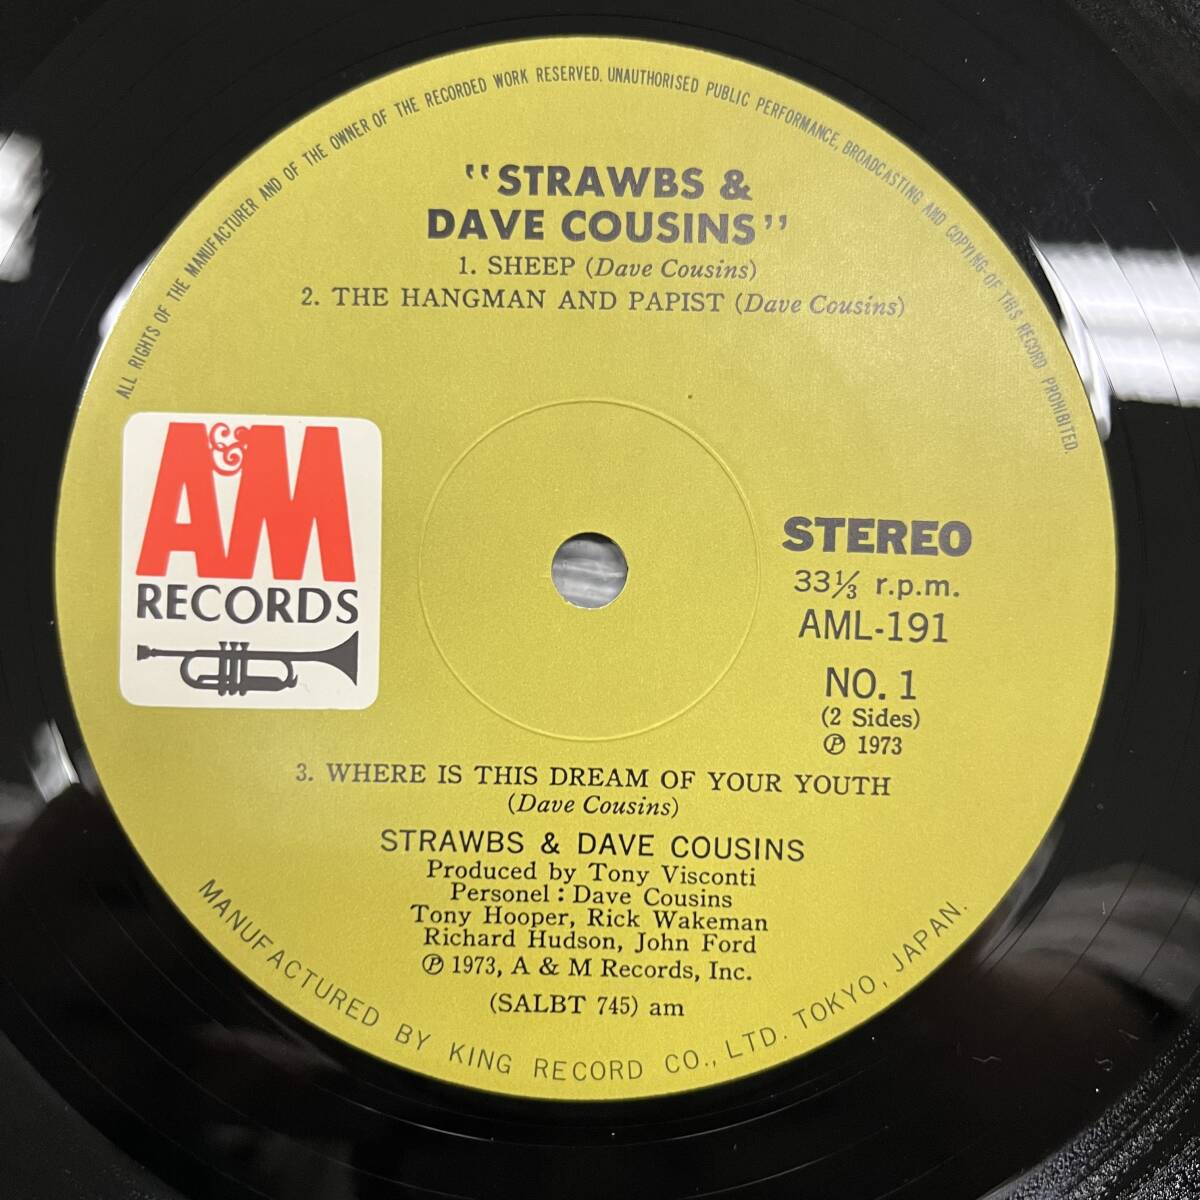 ALL RIGHTS OF THE MANUFACTURER AND OF THE OWNER OF THE RECORDED WORK RESERVED. UNAUTHORISED PUBLIC PERFORMANCE, BROADCASTING AND COPYING-OF THIS RECORD PROHIBITED.
"STRAWBS &
DAVE COUSINS"
1. SHEEP (Dave Cousins)
2. THE HANGMAN AND PAPIST (Dave Cousins)
A&M
RECORDS
STEREO
33⅓ r.p.m.
AML-191
NO. 1
(2 Sides)
Ⓟ 1973
3. WHERE IS THIS DREAM OF YOUR YOUTH
(Dave Cousins)
STRAWBS & DAVE COUSINS
Produced by Tony Visconti
Personel : Dave Cousins
Tony Hooper, Rick Wakeman
Richard Hudson, John Ford
Ⓟ 1973, A & M Records, Inc.
(SALBT 745) am
MANUFACTURED BY KING RECORD CO., LTD. TOKYO, JAPAN.